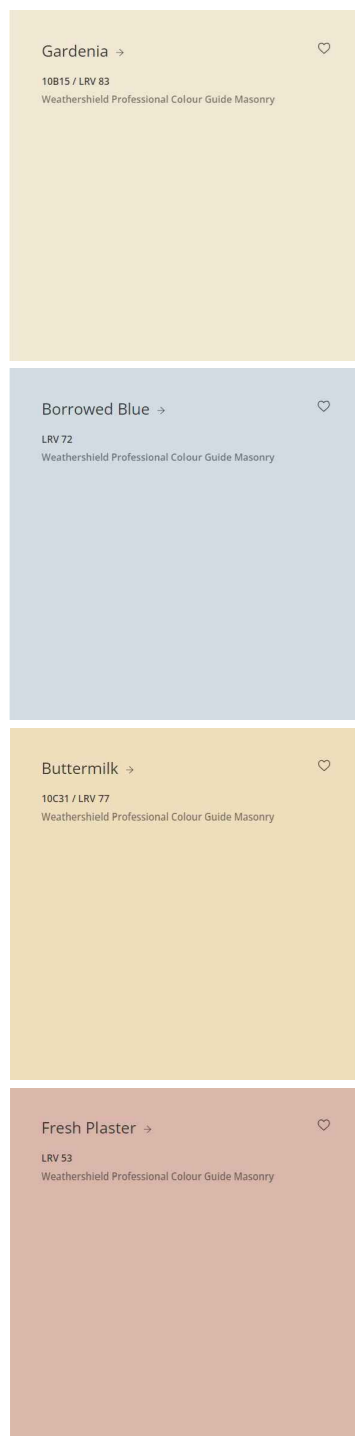 Gardenia →
10B15 / LRV 83
Weathershield Professional Colour Guide Masonry
Borrowed Blue →
LRV 72
Weathershield Professional Colour Guide Masonry
Buttermilk →
10C31 / LRV 77
Weathershield Professional Colour Guide Masonry
Fresh Plaster →
LRV 53
Weathershield Professional Colour Guide Masonry